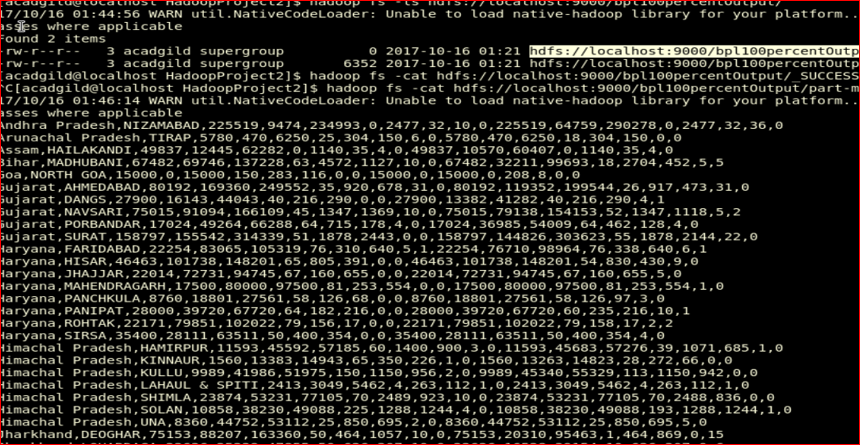 [acadgild@localhost HadoopProject2]$ hadoop fs -ls hdfs://localhost:9000/bpl100percentOutput/
17/10/16 01:44:56 WARN util.NativeCodeLoader: Unable to load native-hadoop library for your platform..
asses where applicable
Found 2 items
-rw-r--r-- 3 acadgild supergroup 0 2017-10-16 01:21 hdfs://localhost:9000/bpl100percentOutp
-rw-r--r-- 3 acadgild supergroup 6352 2017-10-16 01:21 hdfs://localhost:9000/bpl100percentOutp
[acadgild@localhost HadoopProject2]$ hadoop fs -cat hdfs://localhost:9000/bpl100percentOutput/_SUCCESS
^C[acadgild@localhost HadoopProject2]$ hadoop fs -cat hdfs://localhost:9000/bpl100percentOutput/part-m
17/10/16 01:46:14 WARN util.NativeCodeLoader: Unable to load native-hadoop library for your platform..
asses where applicable
Andhra Pradesh,NIZAMABAD,225519,9474,234993,0,2477,32,10,0,225519,64759,290278,0,2477,32,36,0
Arunachal Pradesh,TIRAP,5780,470,6250,25,304,150,6,0,5780,470,6250,18,304,150,0,0
Assam,HAILAKANDI,49837,12445,62282,0,1140,35,4,0,49837,10570,60407,0,1140,35,4,0
Bihar,MADHUBANI,67482,69746,137228,63,4572,1127,10,0,67482,32211,99693,18,2704,452,5,5
Goa,NORTH GOA,15000,0,15000,150,283,116,0,0,15000,0,15000,0,208,8,0,0
Gujarat,AHMEDABAD,80192,169360,249552,35,920,678,31,0,80192,119352,199544,26,917,473,31,0
Gujarat,DANGS,27900,16143,44043,40,216,290,0,0,27900,13382,41282,40,216,290,4,1
Gujarat,NAVSARI,75015,91094,166109,45,1347,1369,10,0,75015,79138,154153,52,1347,1118,5,2
Gujarat,PORBANDAR,17024,49264,66288,64,715,178,4,0,17024,36985,54009,64,462,128,4,0
Gujarat,SURAT,158797,155542,314339,51,1878,2443,0,0,158797,144826,303623,55,1878,2144,22,0
Haryana,FARIDABAD,22254,83065,105319,76,310,640,5,1,22254,76710,98964,76,338,640,6,1
Haryana,HISAR,46463,101738,148201,65,805,391,0,0,46463,101738,148201,54,830,430,9,0
Haryana,JHAJJAR,22014,72731,94745,67,160,655,0,0,22014,72731,94745,67,160,655,5,0
Haryana,MAHENDRAGARH,17500,80000,97500,81,253,554,0,0,17500,80000,97500,81,253,554,1,0
Haryana,PANCHKULA,8760,18801,27561,58,126,68,0,0,8760,18801,27561,58,126,97,3,0
Haryana,PANIPAT,28000,39720,67720,64,182,216,0,0,28000,39720,67720,60,235,216,10,1
Haryana,ROHTAK,22171,79851,102022,79,156,17,0,0,22171,79851,102022,79,158,17,2,2
Haryana,SIRSA,35400,28111,63511,50,400,354,0,0,35400,28111,63511,50,400,354,4,0
Himachal Pradesh,HAMIRPUR,11593,45592,57185,60,1400,900,3,0,11593,45683,57276,39,1071,685,1,0
Himachal Pradesh,KINNAUR,1560,13383,14943,65,350,226,1,0,1560,13263,14823,28,272,66,0,0
Himachal Pradesh,KULLU,9989,41986,51975,150,1150,956,2,0,9989,45340,55329,113,1150,942,0,0
Himachal Pradesh,LAHAUL & SPITI,2413,3049,5462,4,263,112,1,0,2413,3049,5462,4,263,112,1,0
Himachal Pradesh,SHIMLA,23874,53231,77105,70,2489,923,10,0,23874,53231,77105,70,2488,836,0,0
Himachal Pradesh,SOLAN,10858,38230,49088,225,1288,1244,4,0,10858,38230,49088,193,1288,1244,1,0
Himachal Pradesh,UNA,8360,44752,53112,25,850,695,2,0,8360,44752,53112,25,850,695,5,0
Jharkhand,DEOGHAR,75153,88207,163360,50,464,1057,10,0,75153,20310,95463,1,464,869,0,15